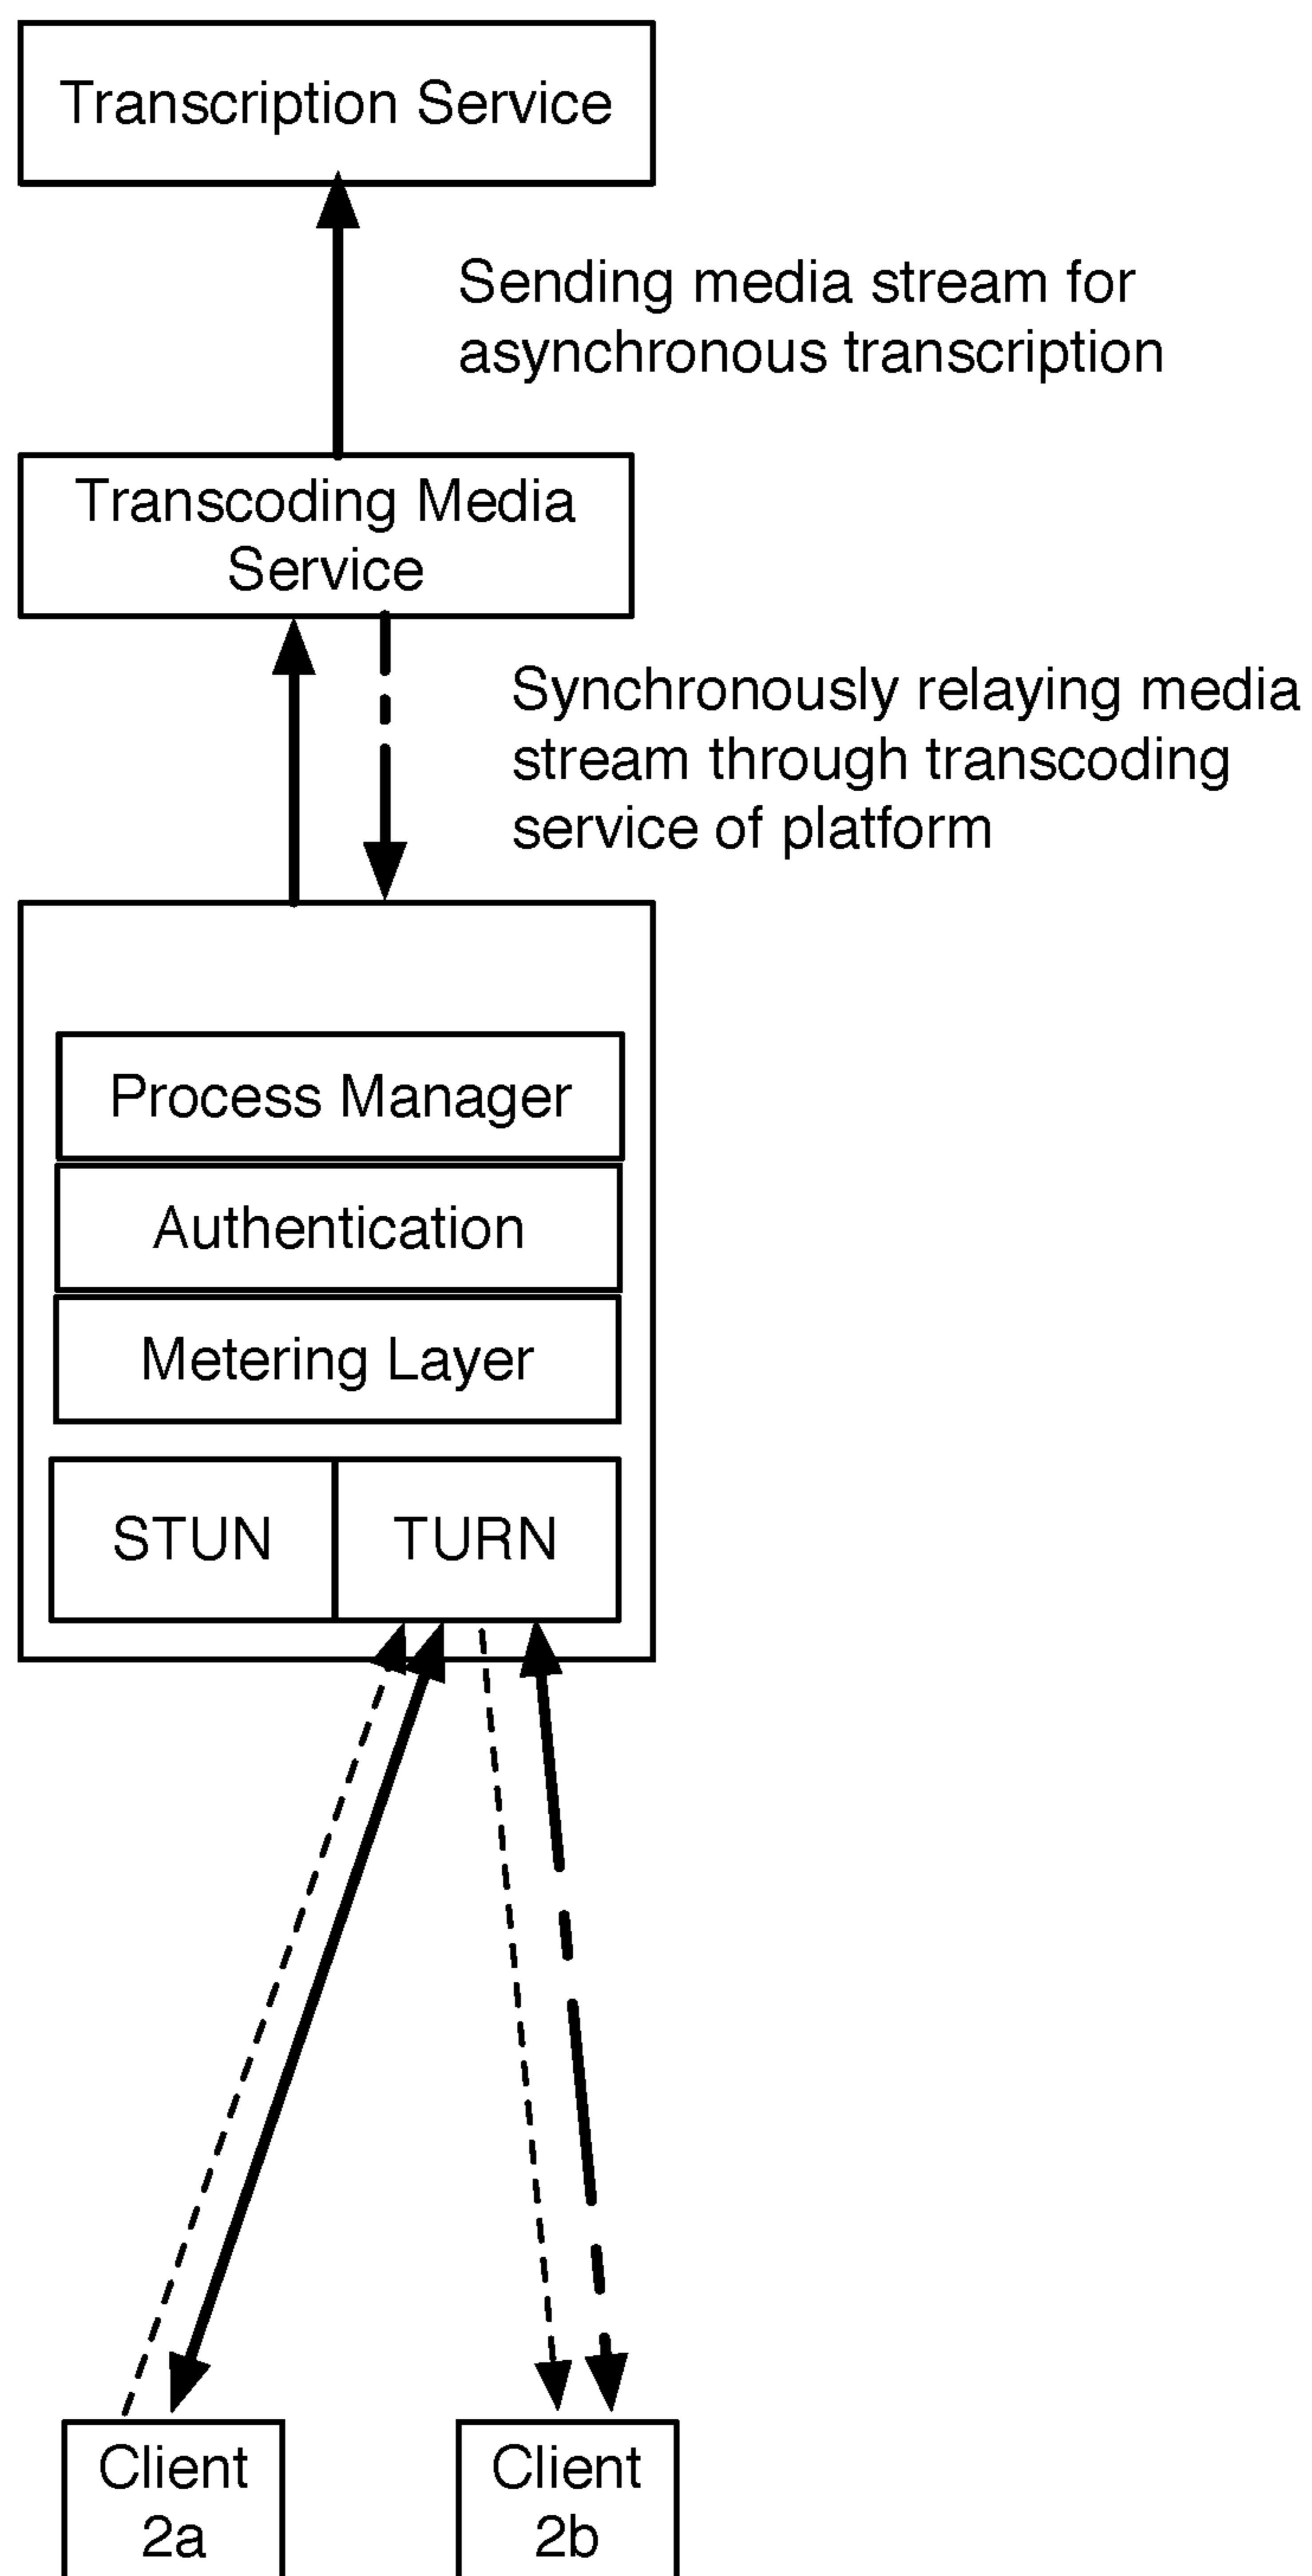 Transcription Service
Sending media stream for
asynchronous transcription
Transcoding Media
Service
Synchronously relaying media
stream through transcoding
service of platform
Process Manager
Authentication
Metering Layer
STUN
TURN
Client
2a
Client
2b